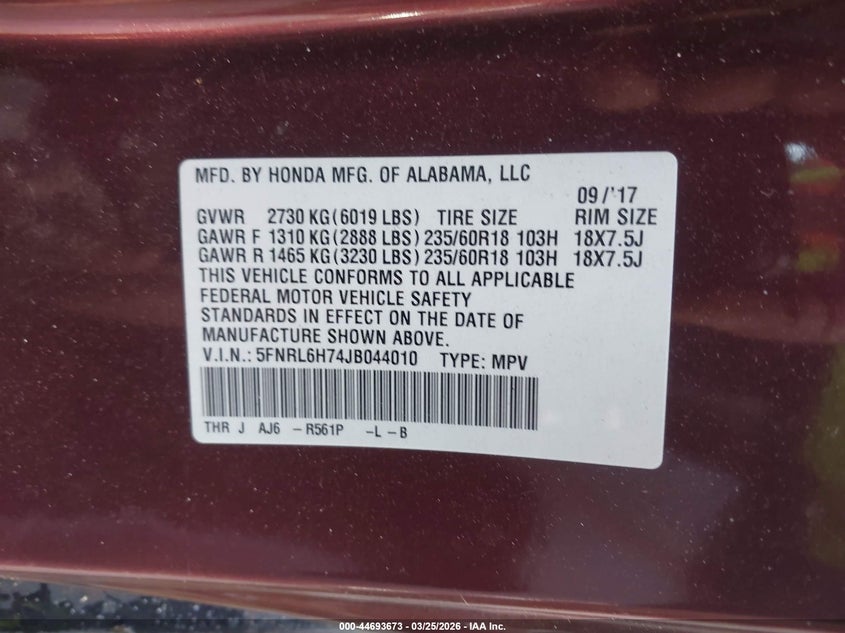 MFD. BY HONDA MFG. OF ALABAMA, LLC
09/'17
GVWR 2730 KG(6019 LBS) TIRE SIZE RIM SIZE
GAWR F 1310 KG(2888 LBS) 235/60R18 103H 18X7.5J
GAWR R 1465 KG(3230 LBS) 235/60R18 103H 18X7.5J
THIS VEHICLE CONFORMS TO ALL APPLICABLE
FEDERAL MOTOR VEHICLE SAFETY
STANDARDS IN EFFECT ON THE DATE OF
MANUFACTURE SHOWN ABOVE.
V.I.N.: 5FNRL6H74JB044010 TYPE: MPV
THR J AJ6 -R561P -L-B
000-44693673 - 03/25/2026 - IAA Inc.